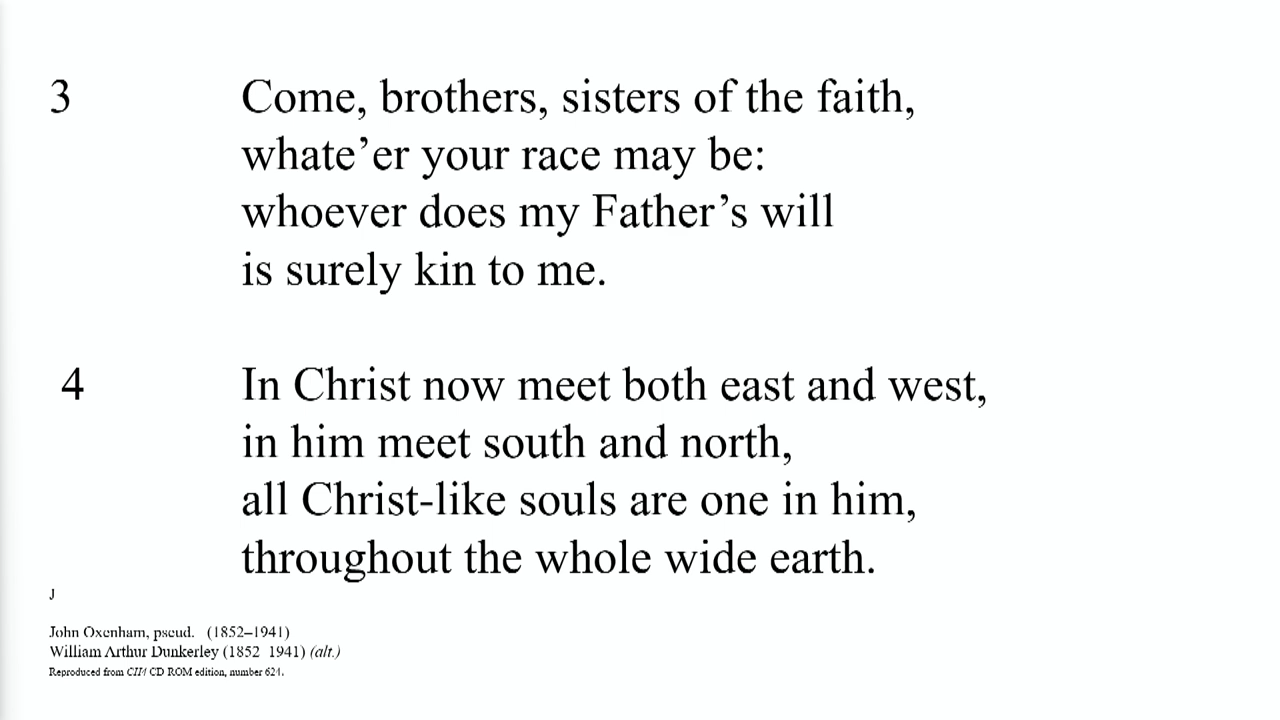 3 Come, brothers, sisters of the faith,
whate’er your race may be:
whoever does my Father’s will
is surely kin to me.
4 In Christ now meet both east and west,
in him meet south and north,
all Christ-like souls are one in him,
throughout the whole wide earth.
J
John Oxenham, pseud. (1852–1941)
William Arthur Dunkerley (1852 1941) (alt.)
Reproduced from CD ROM edition, number 624.